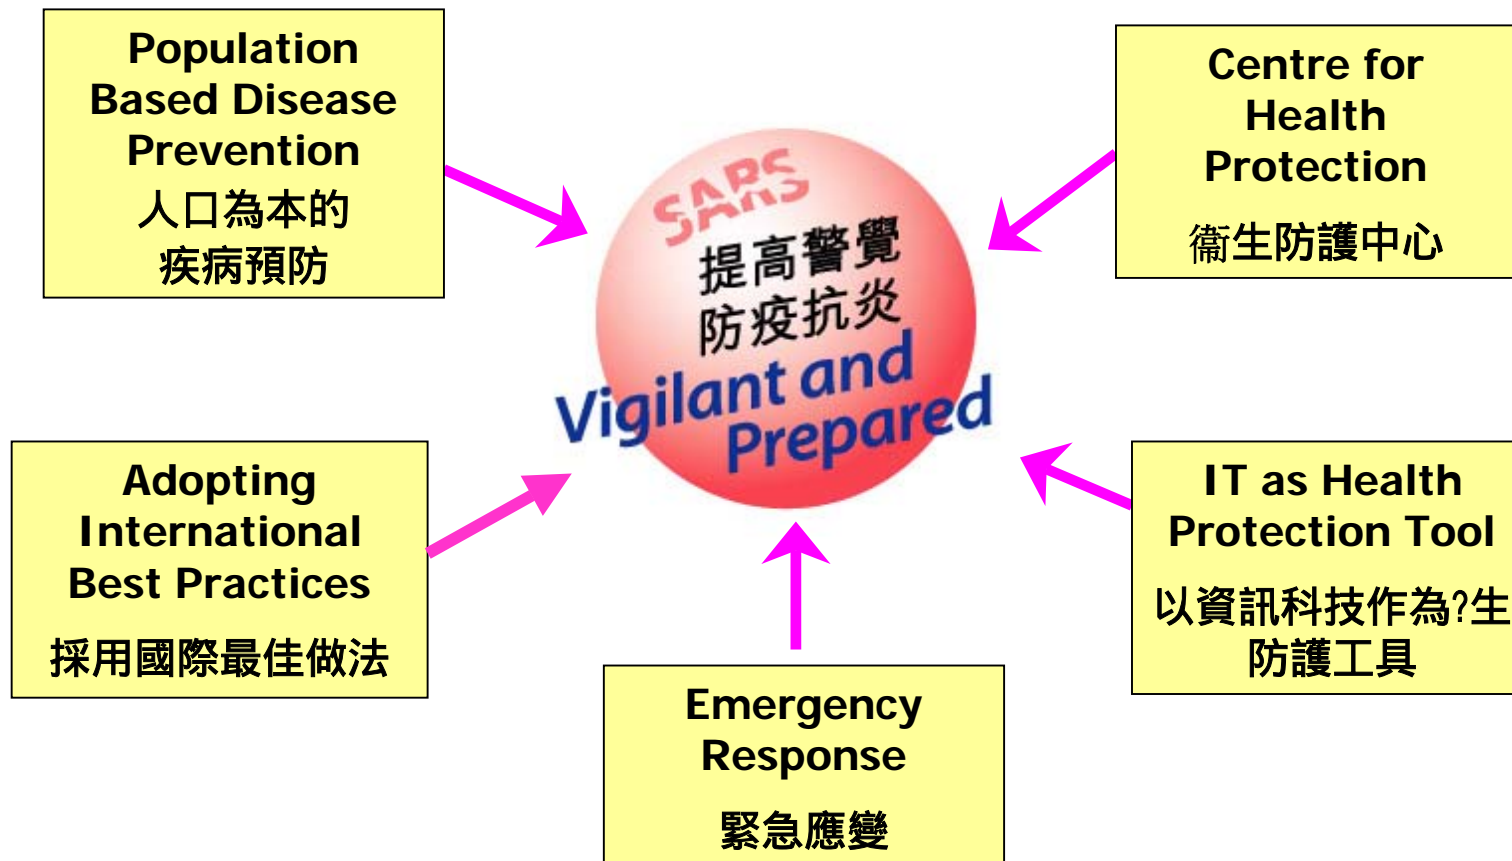 Population
Based Disease
Prevention
人口為本的
疾病預防
Centre for
Health
Protection
衞生防護中心
SARS
提高警覺
防疫抗炎
Vigilant and
Prepared
Adopting
International
Best Practices
採用國際最佳做法
IT as Health
Protection Tool
以資訊科技作為?生
防護工具
Emergency
Response
緊急應變